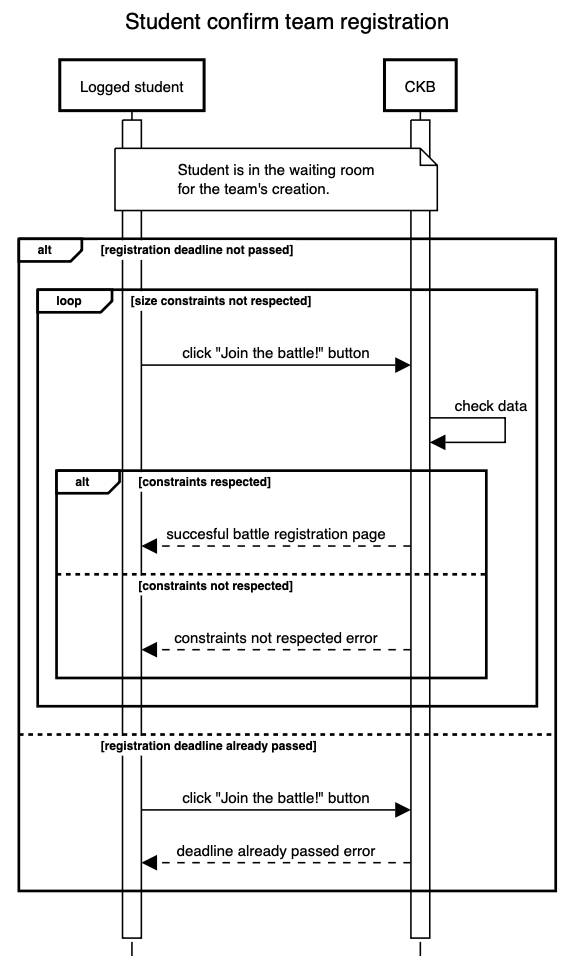 Student confirm team registration
Logged student
CKB
Student is in the waiting room
for the team's creation.
alt
[registration deadline not passed]
loop
[size constraints not respected]
click "Join the battle!" button
check data
alt
[constraints respected]
succesful battle registration page
[constraints not respected]
constraints not respected error
[registration deadline already passed]
click "Join the battle!" button
deadline already passed error